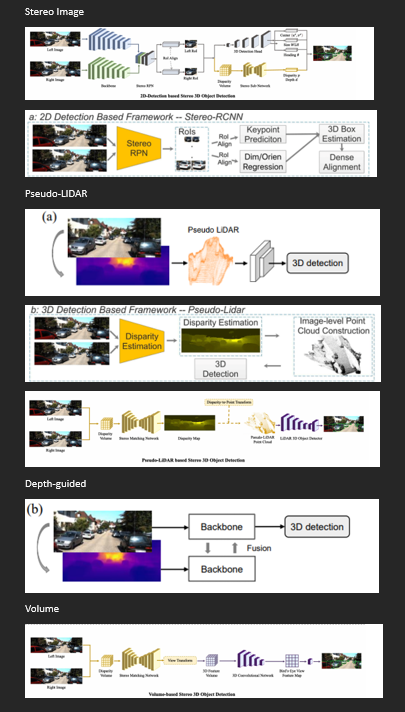 Stereo Image
Left Image
Right Image
Backbone
Stereo RPN
RoI Align
Left RoI
Right RoI
3D Detection Head
Disparity Volume
Stereo Sub-Network
2D-Detection based Stereo 3D Object Detection
a: 2D Detection Based Framework -- Stereo-RCNN
Stereo RPN
RoIs
RoI Align
RoI Align
Keypoint Prediciton
Dim/Orien Regression
3D Box Estimation
Dense Alignment
Pseudo-LIDAR
(a)
Pseudo LiDAR
3D detection
b: 3D Detection Based Framework -- Pseudo-Lidar
Disparity Estimation
Disparity Estimation
Image-level Point Cloud Construction
3D Detection
Disparity-to-Point Transform
Left Image
Right Image
Disparity Volume
Stereo Matching Network
Disparity Map
Pseudo-LiDAR Point Cloud
LiDAR 3D Object Detector
Pseudo-LiDAR based Stereo 3D Object Detection
Depth-guided
(b)
Backbone
3D detection
Fusion
Backbone
Volume
Left Image
Right Image
Disparity Volume
Stereo Matching Network
View Transform
3D Feature Volume
3D Convolutional Network
Bird's Eye View Feature Map
Volume-based Stereo 3D Object Detection